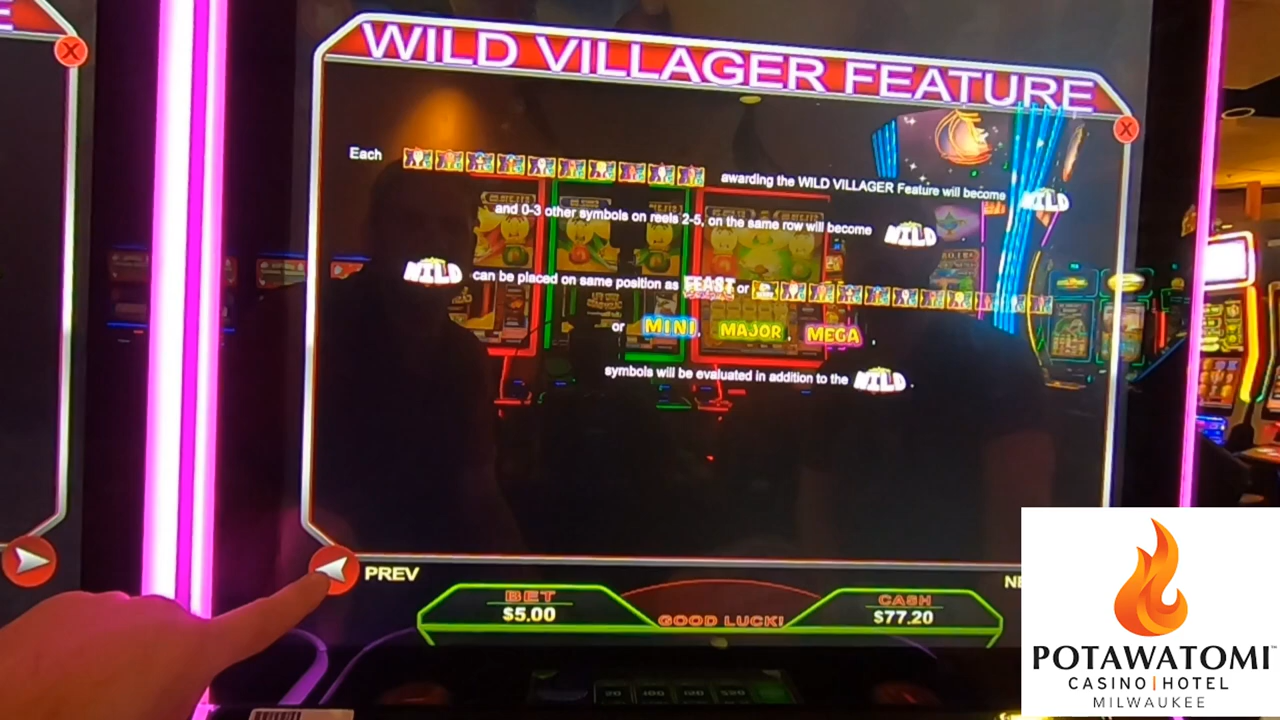 WILD VILLAGER FEATURE
Each awarding the WILD VILLAGER Feature will become WILD
and 0-3 other symbols on reels 2-5, on the same row will become WILD
WILD can be placed on same position as FEAST or
or MINI, MAJOR, MEGA.
symbols will be evaluated in addition to the WILD.
PREV
BET
$5.00
GOOD LUCK!
CASH
$77.20
POTAWATOMI
CASINO | HOTEL
MILWAUKEE